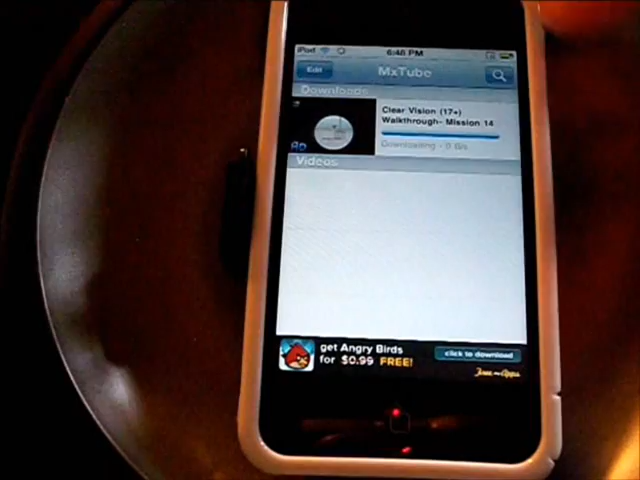 iPod 6:46 PM
Edit MxTube
Downloads
Clear Vision (17+)
Walkthrough- Mission 14
Downloading - 0 B/s
Videos
get Angry Birds
for $0.99 FREE!
click to download